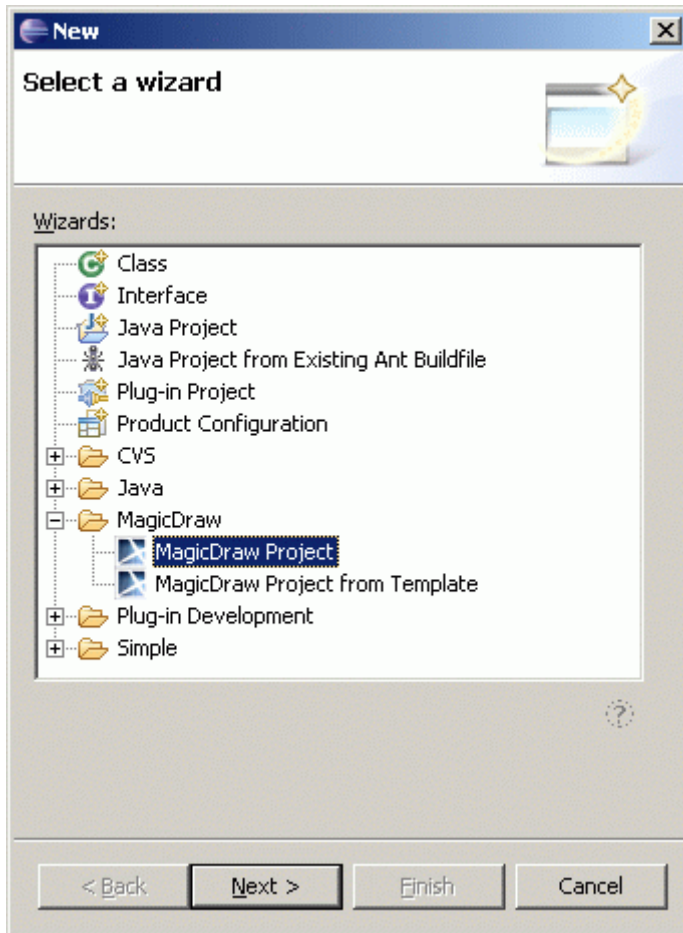 New
Select a wizard
Wizards:
Class
Interface
Java Project
Java Project from Existing Ant Buildfile
Plug-in Project
Product Configuration
CVS
Java
MagicDraw
MagicDraw Project
MagicDraw Project from Template
Plug-in Development
Simple
< Back Next > Finish Cancel